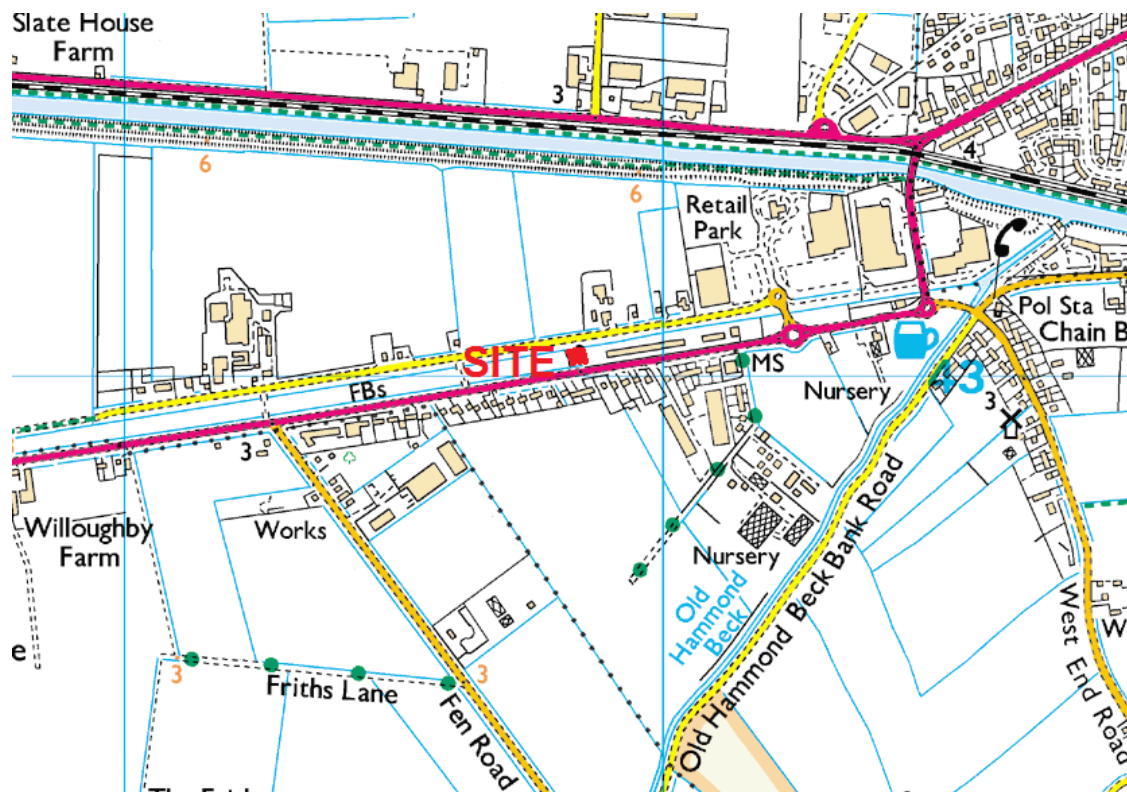 Slate House
Farm
3
4
6
6
Retail
Park
Pol Sta
Chain B
SITE
MS
FBs
Nursery
3
3
3
Willoughby
Farm
Works
Nursery
Old
Hammond
Beck
Old Hammond Beck Bank Road
West End Road
W
e
3
Friths Lane
3
Fen Road